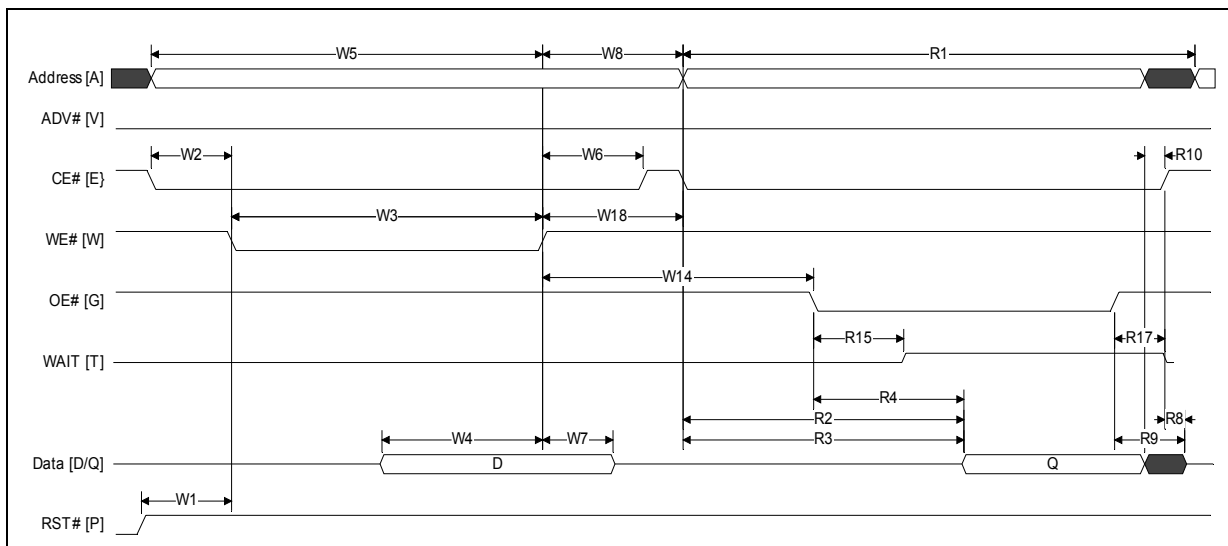 W5 W8 R1
Address [A]
ADV# [V]
W2 W6 R10
CE# [E}
W3 W18
WE# [W]
W14
OE# [G]
R15 R17
WAIT [T]
R4
R2 R8
W4 W7 R3 R9
Data [D/Q] D Q
W1
RST# [P]